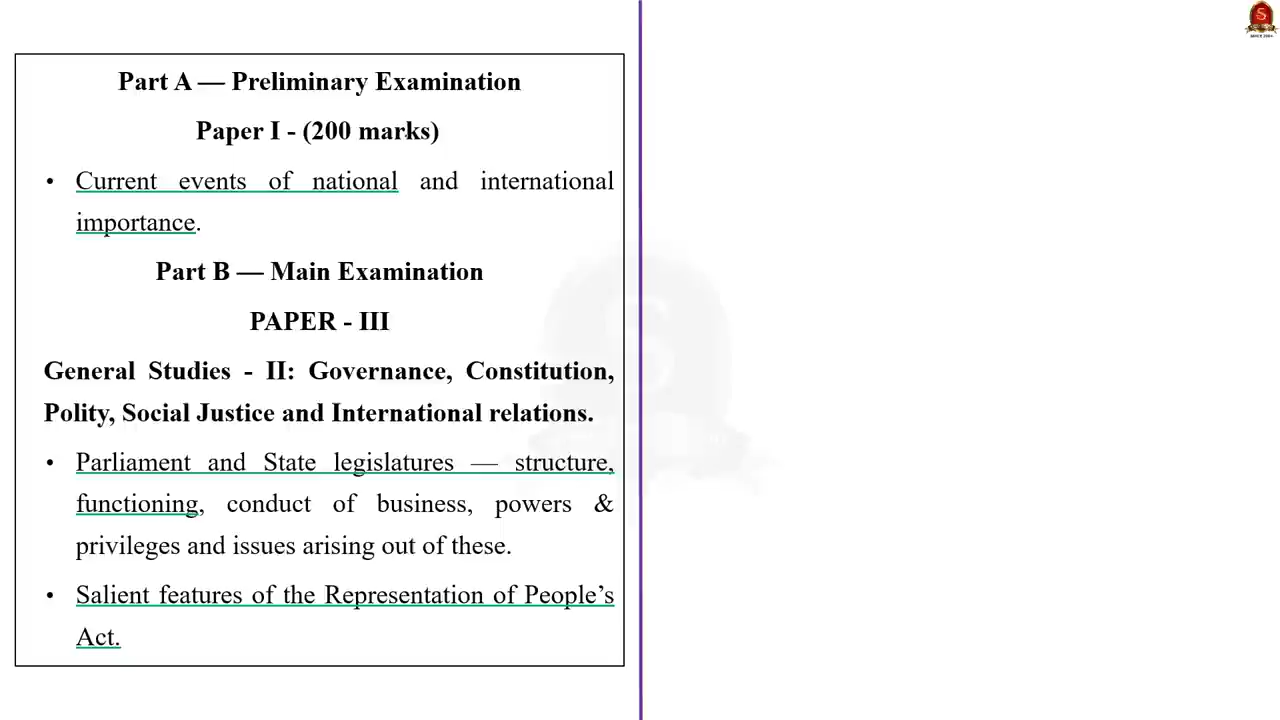 Part A — Preliminary Examination
Paper I - (200 marks)
• Current events of national and international
importance.
Part B — Main Examination
PAPER - III
General Studies - II: Governance, Constitution,
Polity, Social Justice and International relations.
• Parliament and State legislatures — structure,
functioning, conduct of business, powers &
privileges and issues arising out of these.
• Salient features of the Representation of People’s
Act.